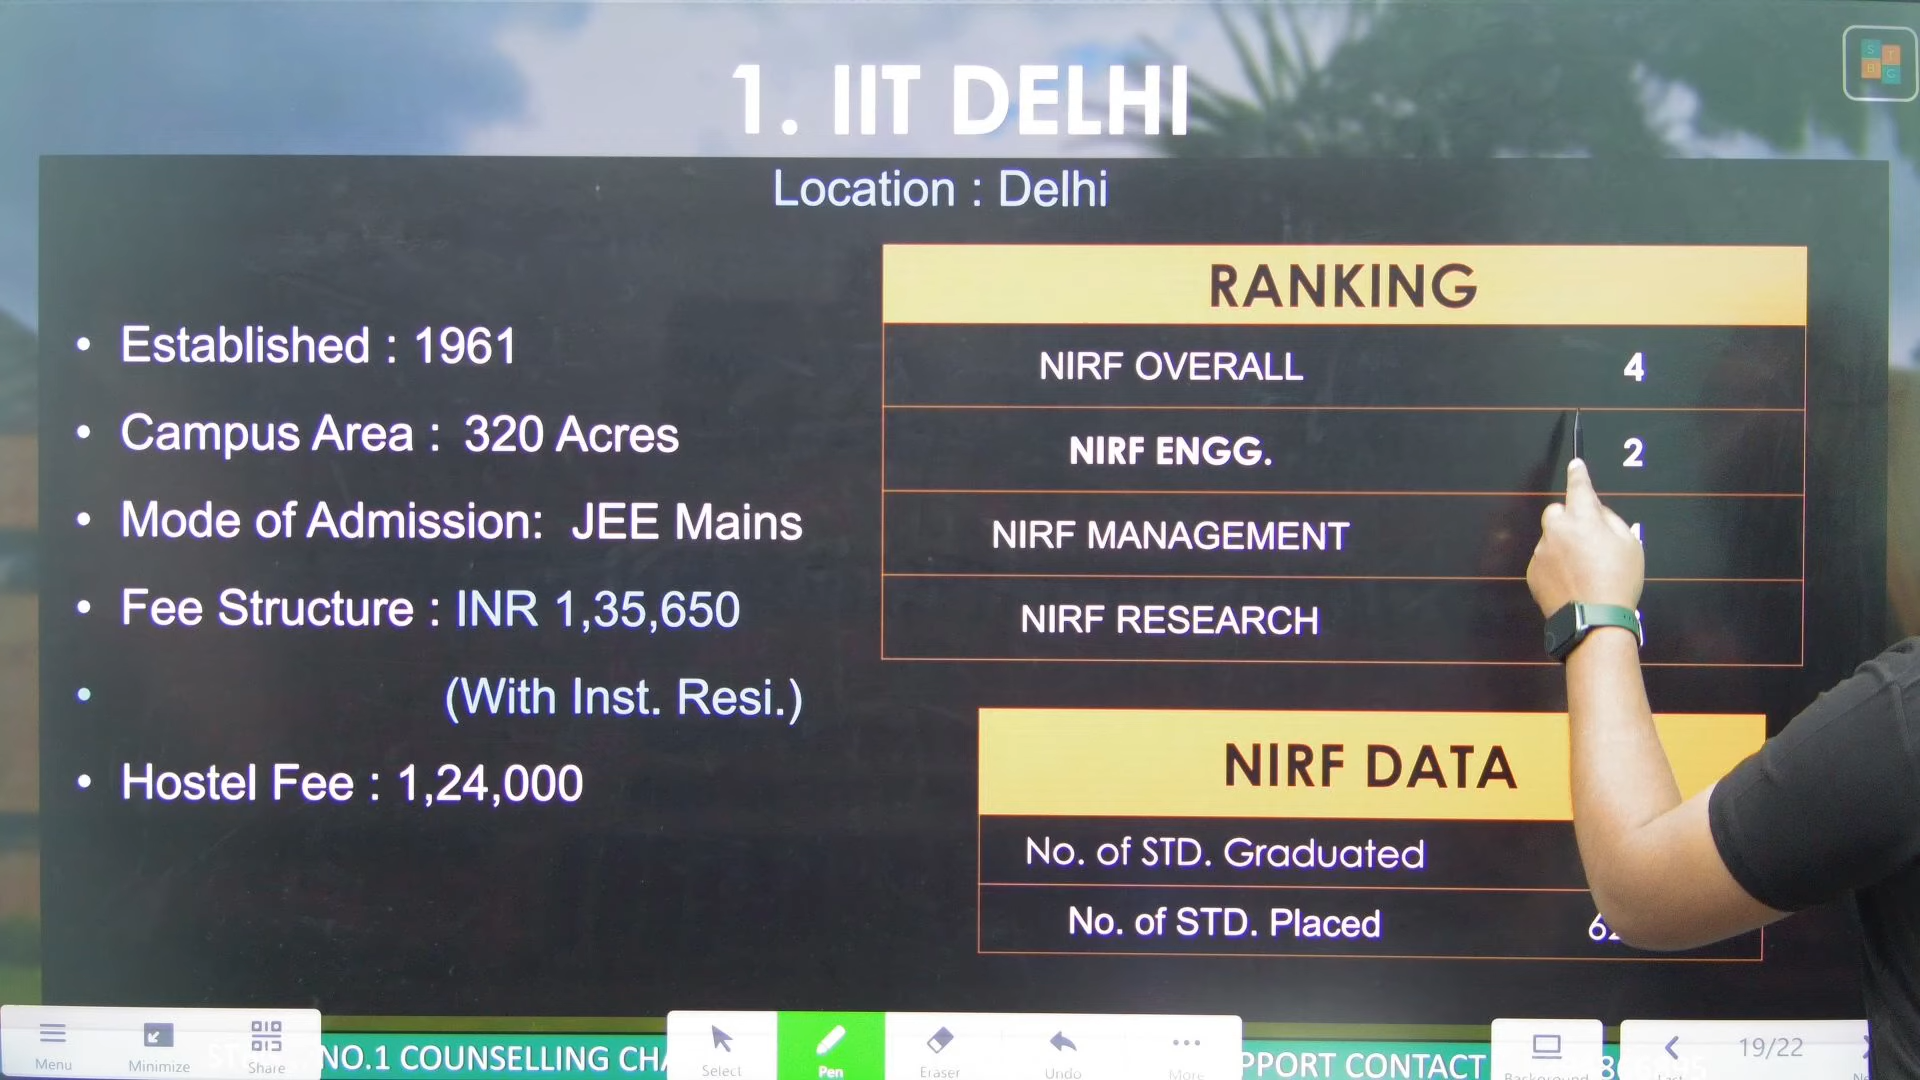 1. IIT DELHI
Location : Delhi
• Established : 1961
• Campus Area : 320 Acres
• Mode of Admission: JEE Mains
• Fee Structure : INR 1,35,650
• (With Inst. Resi.)
• Hostel Fee : 1,24,000
RANKING
NIRF OVERALL 4
NIRF ENGG. 2
NIRF MANAGEMENT
NIRF RESEARCH
NIRF DATA
No. of STD. Graduated
No. of STD. Placed
S T
B G
NO.1 COUNSELLING
CONTACT
Menu
Minimize
Share
Select
Pen
Eraser
Undo
More
Background
19/22